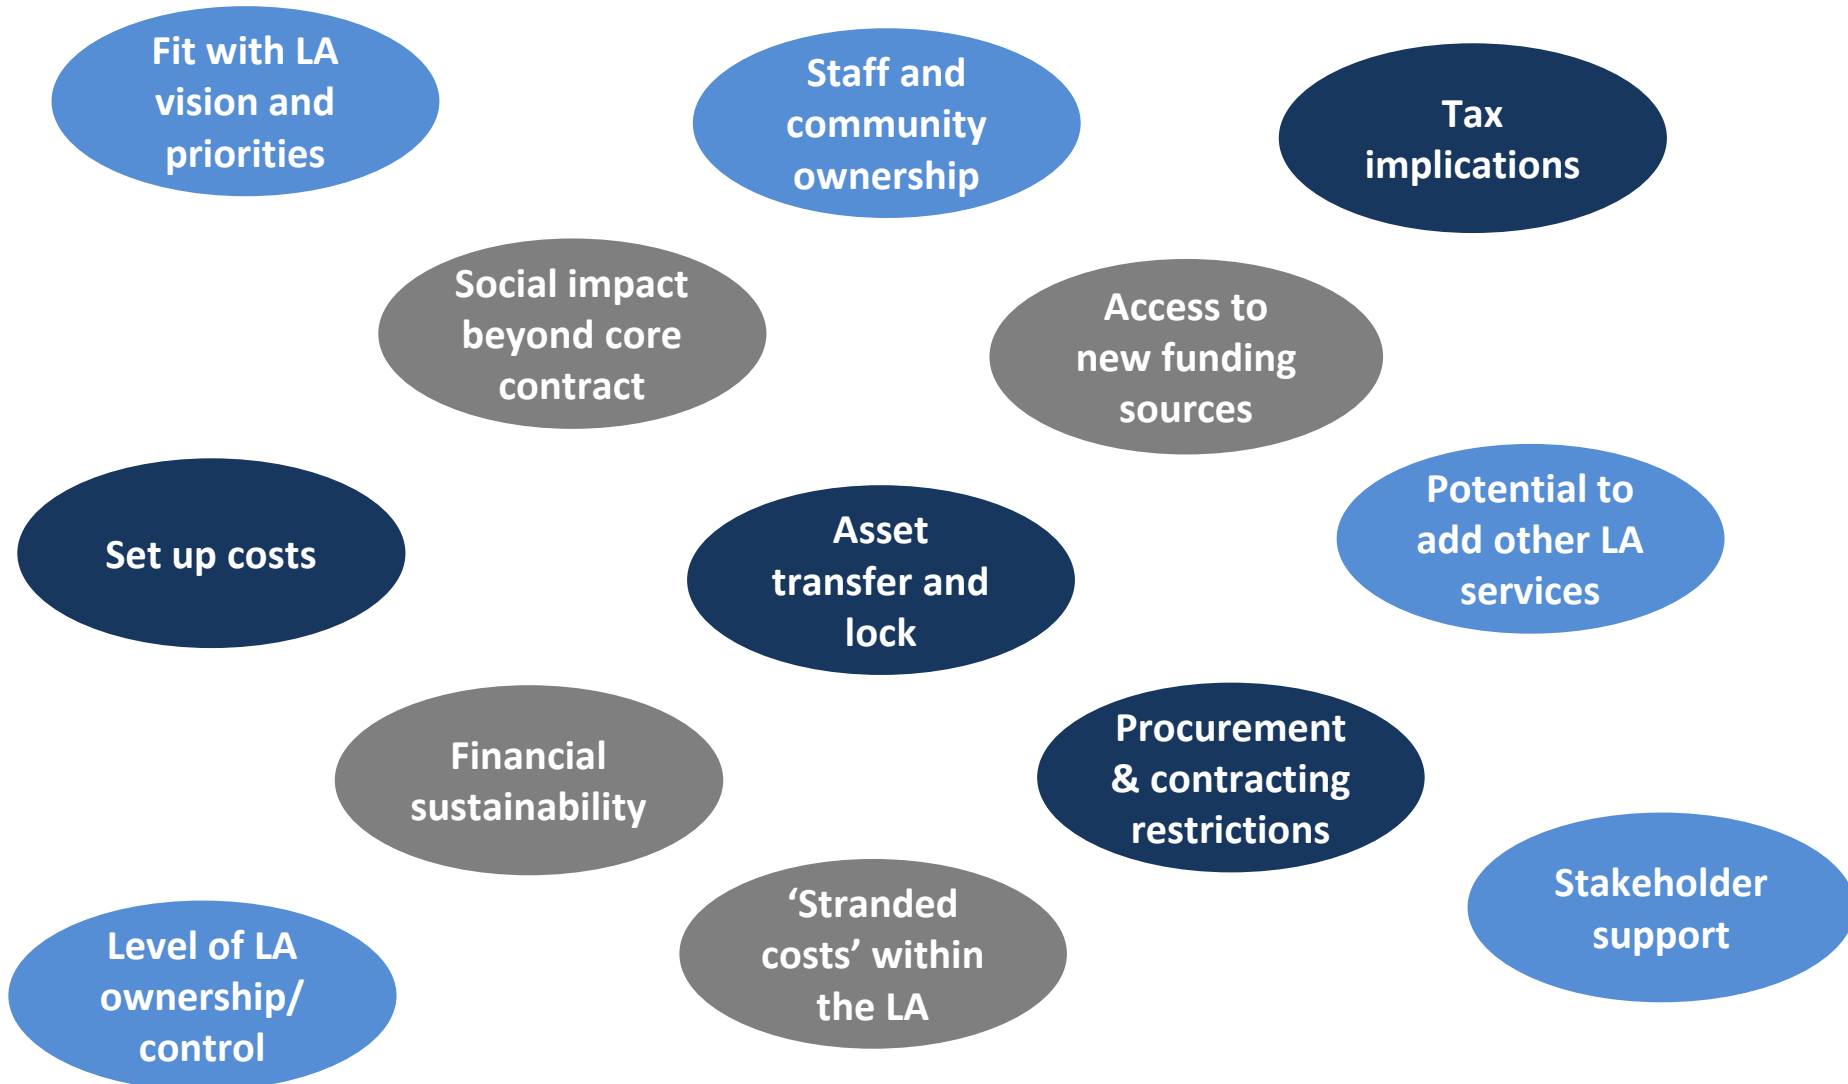 Fit with LA
vision and
priorities
Staff and
community
ownership
Tax
implications
Social impact
beyond core
contract
Access to
new funding
sources
Set up costs
Asset
transfer and
lock
Potential to
add other LA
services
Financial
sustainability
Procurement
& contracting
restrictions
Level of LA
ownership/
control
‘Stranded
costs’ within
the LA
Stakeholder
support